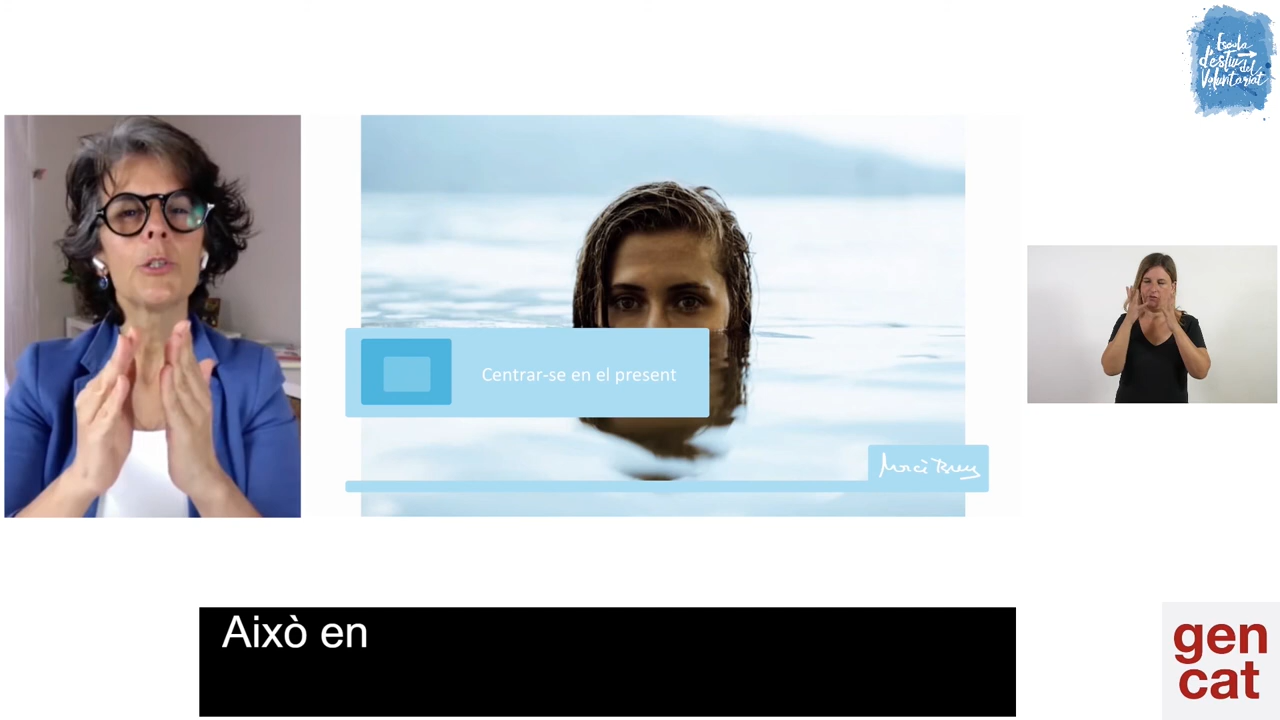 Escola
d'estiu del
Voluntariat
Centrar-se en el present
Això en
gen
cat